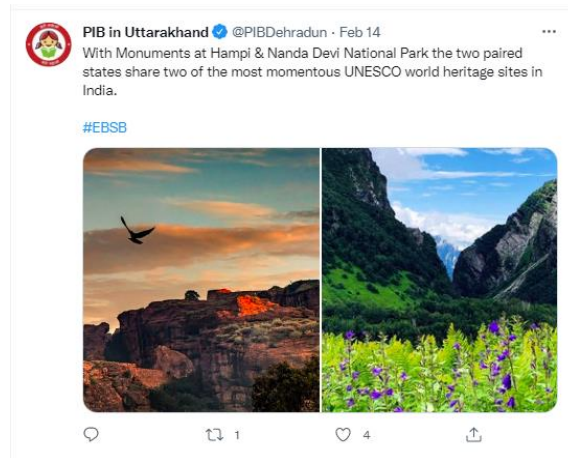 PIB in Uttarakhand @PIBDehradun · Feb 14
With Monuments at Hampi & Nanda Devi National Park the two paired
states share two of the most momentous UNESCO world heritage sites in
India.
#EBSB
1
4